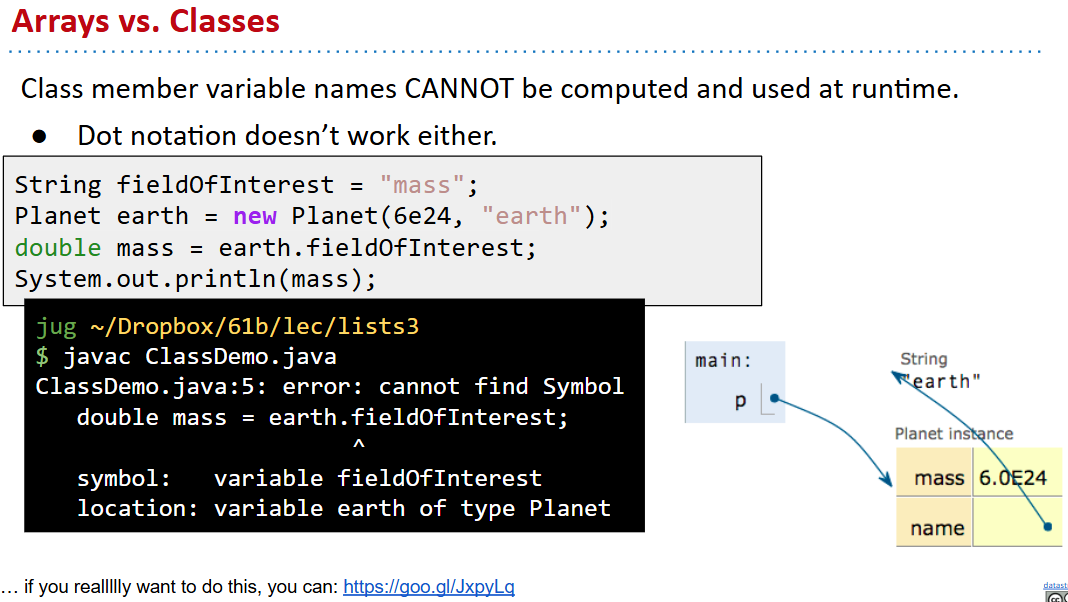 Arrays vs. Classes
Class member variable names CANNOT be computed and used at runtime.
● Dot notation doesn’t work either.
String fieldOfInterest = "mass";
Planet earth = new Planet(6e24, "earth");
double mass = earth.fieldOfInterest;
System.out.println(mass);
jug ~/Dropbox/61b/lec/lists3
$ javac ClassDemo.java
ClassDemo.java:5: error: cannot find Symbol
double mass = earth.fieldOfInterest;
^
symbol: variable fieldOfInterest
location: variable earth of type Planet
main:
p
String
"earth"
Planet instance
mass 6.0E24
name
... if you reallllly want to do this, you can: https://goo.gl/JxpyLq
datast